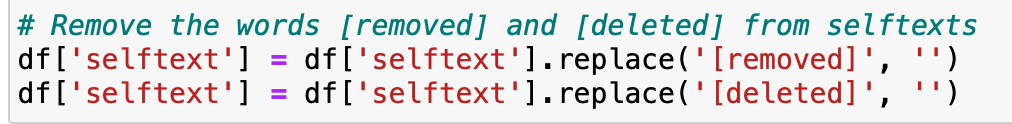 # Remove the words [removed] and [deleted] from selftexts
df['selftext'] = df['selftext'].replace('[removed]', '')
df['selftext'] = df['selftext'].replace('[deleted]', '')